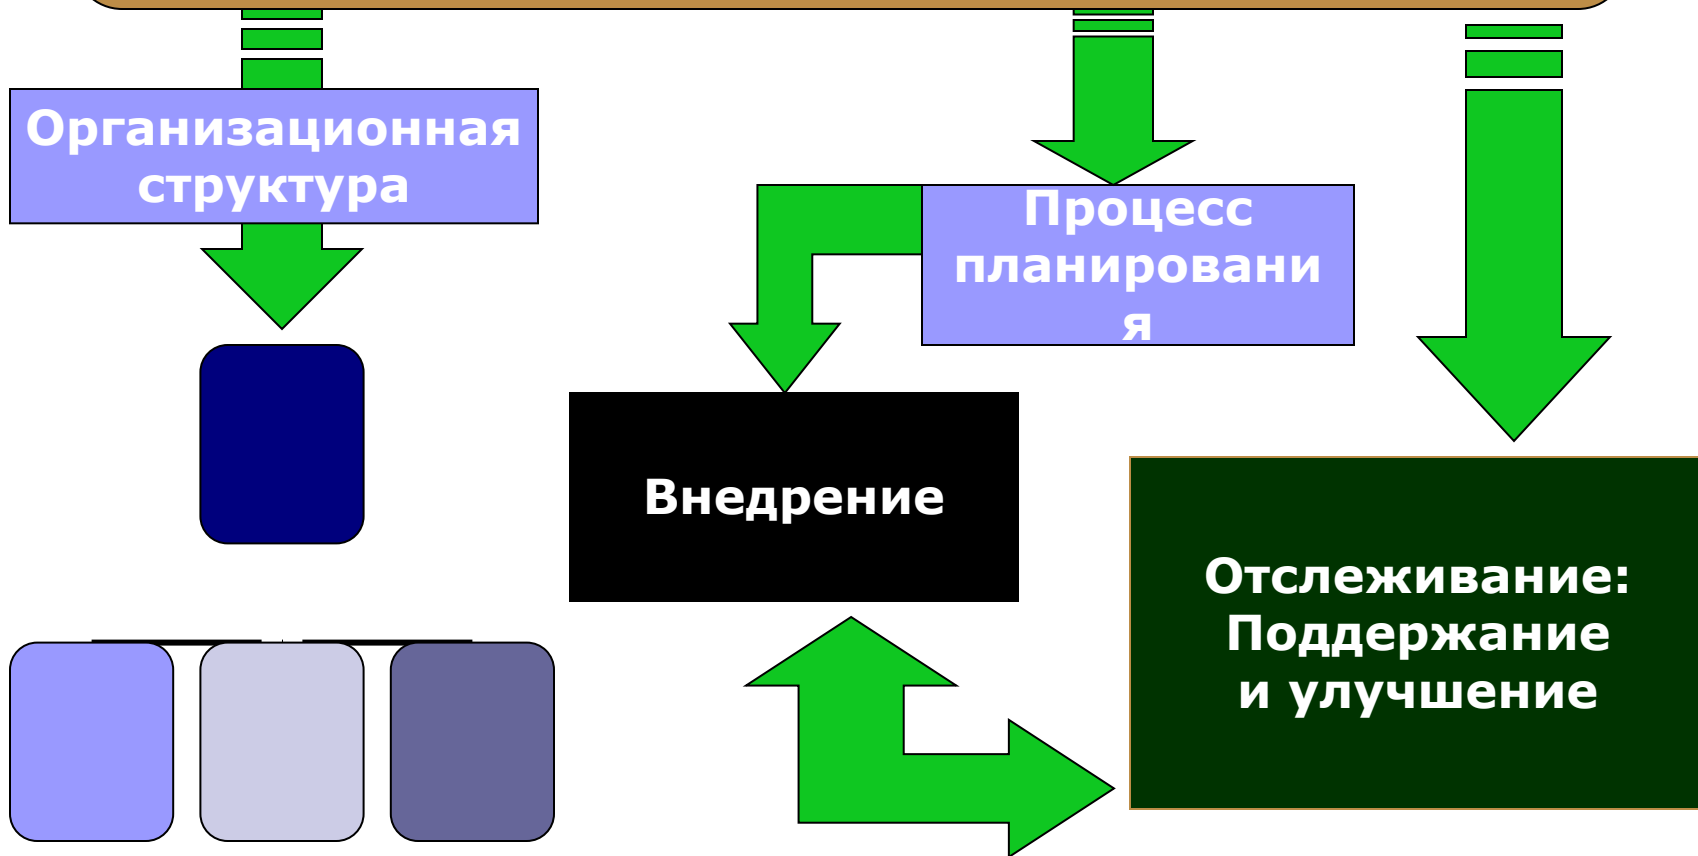 Организационная
структура
Процесс
планировани
я
Внедрение
Отслеживание:
Поддержание
и улучшение